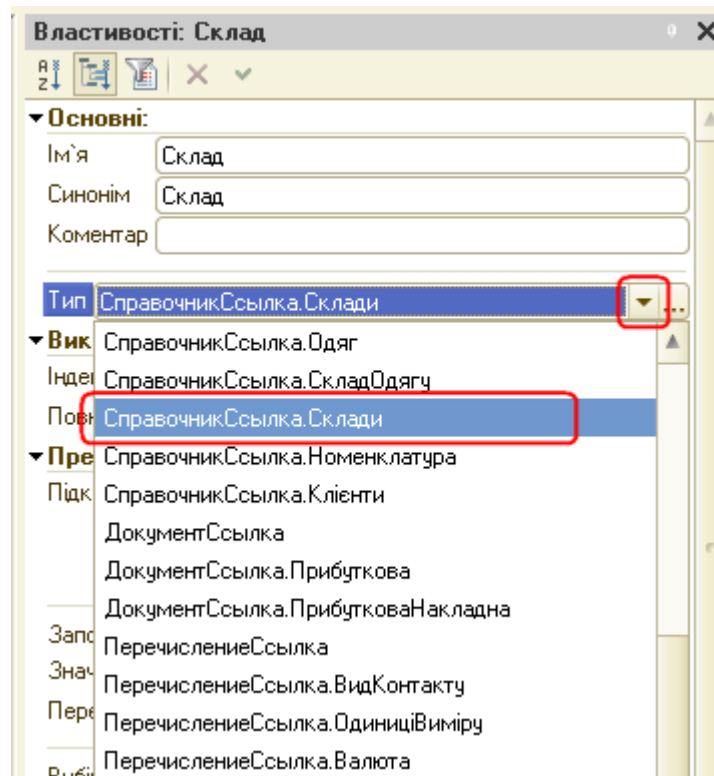 Властивості: Склад
Основні:
Ім`я Склад
Синонім Склад
Коментар
Тип СправочникСсылка.Склади ...
СправочникСсылка.Одяг
СправочникСсылка.СкладОдягу
СправочникСсылка.Склади
СправочникСсылка.Номенклатура
СправочникСсылка.Клієнти
ДокументСсылка
ДокументСсылка.Прибуткова
ДокументСсылка.ПрибутковаНакладна
ПеречислениеСсылка
ПеречислениеСсылка.ВидКонтакту
ПеречислениеСсылка.ОдиниціВиміру
ПеречислениеСсылка.Валюта